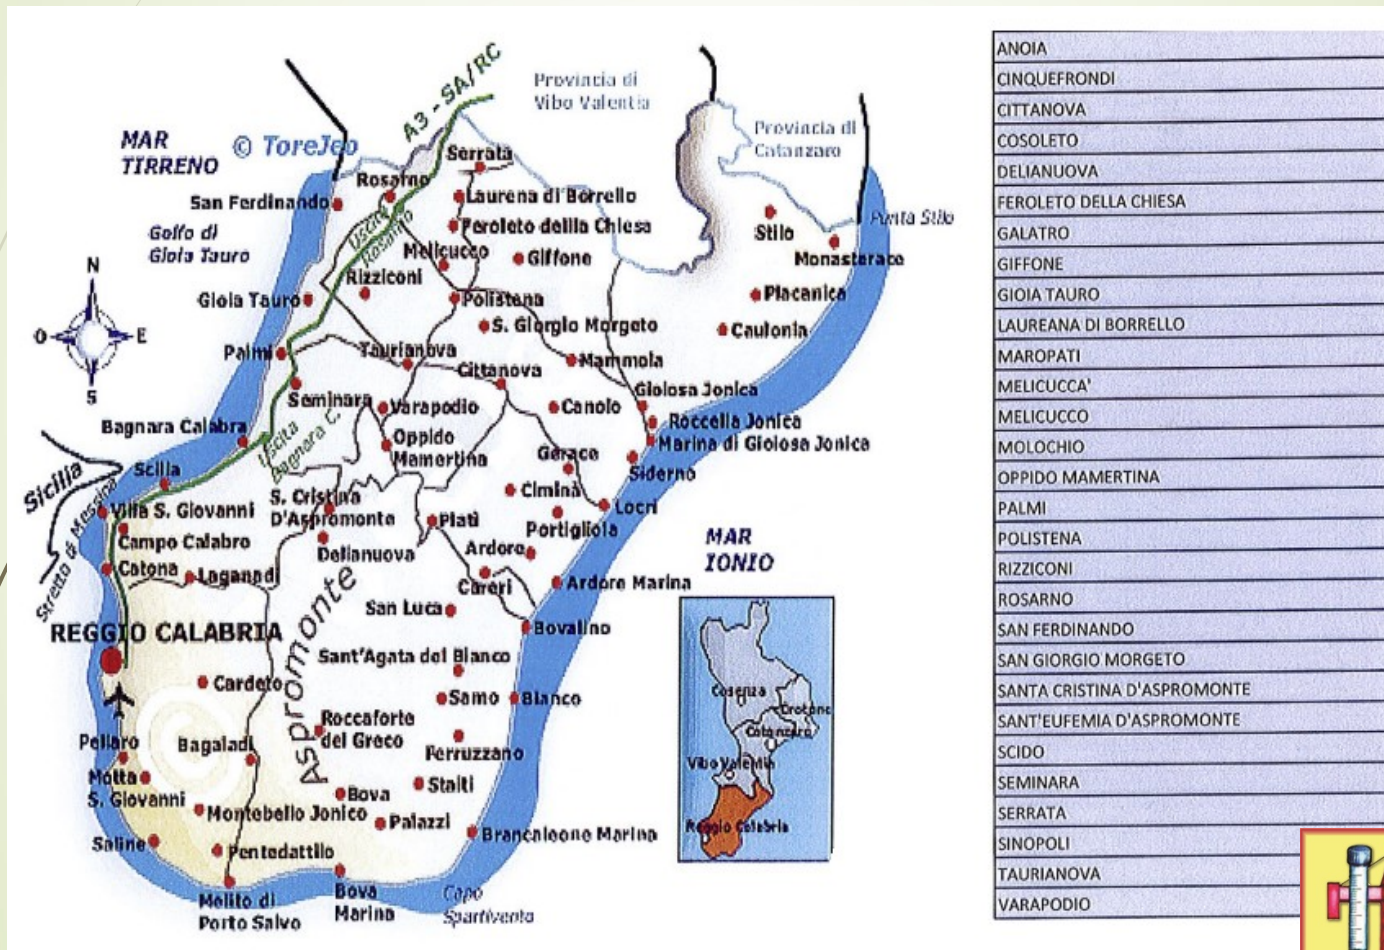 A3 - SA/RC
Provincia di
Vibo Valentia
MAR
TIRRENO
© ToreJeo
Provincia di
Catanzaro
Serrata
Rosarno
San Ferdinando
Laurena di Borrello
Uscita
Rosarno
Punta Stilo
Golfo di
Gioia Tauro
Feroleto dellla Chiesa
Stilo
Melicucco
Giffone
Monasterace
N
Rizziconi
Gioia Tauro
Polistena
Placanica
S. Giorgio Morgeto
Caulonia
O
E
Palmi
Taurianova
Mammola
Cittanova
S
Seminara
Gioiosa Jonica
Varapodio
Canolo
Bagnara Calabra
Roccella Jonica
Uscita
Bagnara C.
Oppido
Mamertina
Marina di Gioiosa Jonica
Gerace
Siderno
Sicilia
Scilla
S. Cristina
D'Aspromonte
Ciminà
Stretto di Messina
Villa S. Giovanni
Locri
Platì
Portigliola
Campo Calabro
MAR
IONIO
Delianuova
Ardore
Catona
Laganadi
Careri
Ardore Marina
San Luca
Aspromonte
REGGIO CALABRIA
Bovalino
Sant'Agata del Bianco
Cardeto
Samo
Bianco
Roccaforte
del Greco
Pellaro
Bagaladi
Ferruzzano
Motta
S. Giovanni
Staiti
Bova
Montebello Jonico
Palazzi
Saline
Brancaleone Marina
Pentedattilo
Melito di
Porto Salvo
Bova
Marina
Capo
Spartivento
Cosenza
Crotone
Catanzaro
Vibo Valentia
Reggio Calabria
ANOIA
CINQUEFRONDI
CITTANOVA
COSOLETO
DELIANUOVA
FEROLETO DELLA CHIESA
GALATRO
GIFFONE
GIOIA TAURO
LAUREANA DI BORRELLO
MAROPATI
MELICUCCA'
MELICUCCO
MOLOCHIO
OPPIDO MAMERTINA
PALMI
POLISTENA
RIZZICONI
ROSARNO
SAN FERDINANDO
SAN GIORGIO MORGETO
SANTA CRISTINA D'ASPROMONTE
SANT'EUFEMIA D'ASPROMONTE
SCIDO
SEMINARA
SERRATA
SINOPOLI
TAURIANOVA
VARAPODIO